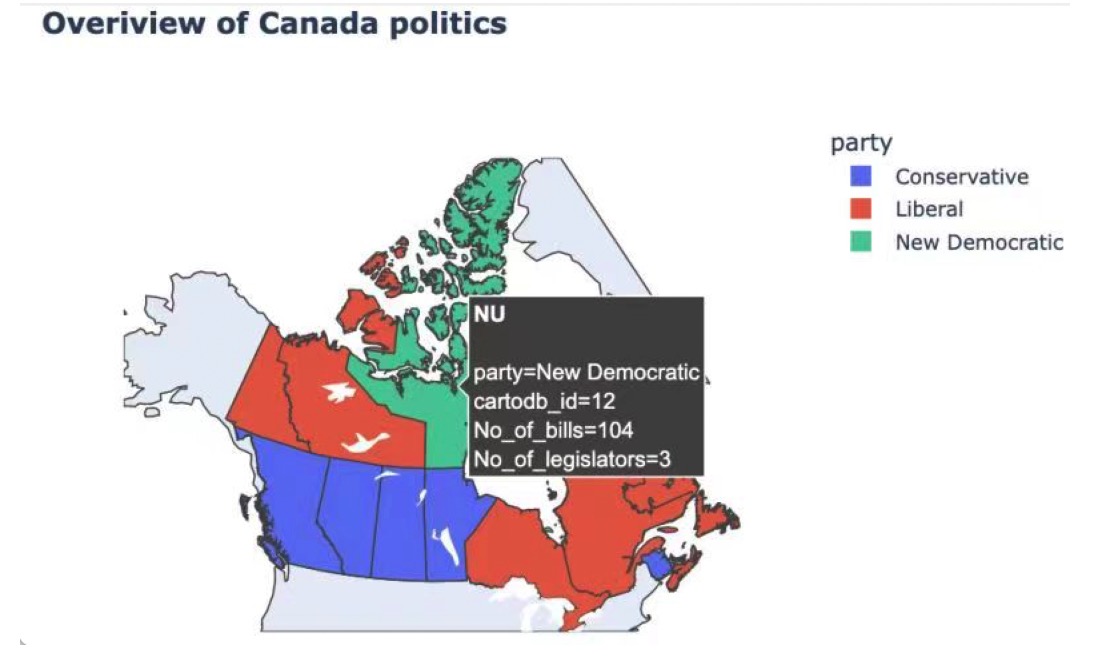 Overiview of Canada politics
party
Conservative
Liberal
New Democratic
NU
party=New Democratic
cartodb_id=12
No_of_bills=104
No_of_legislators=3